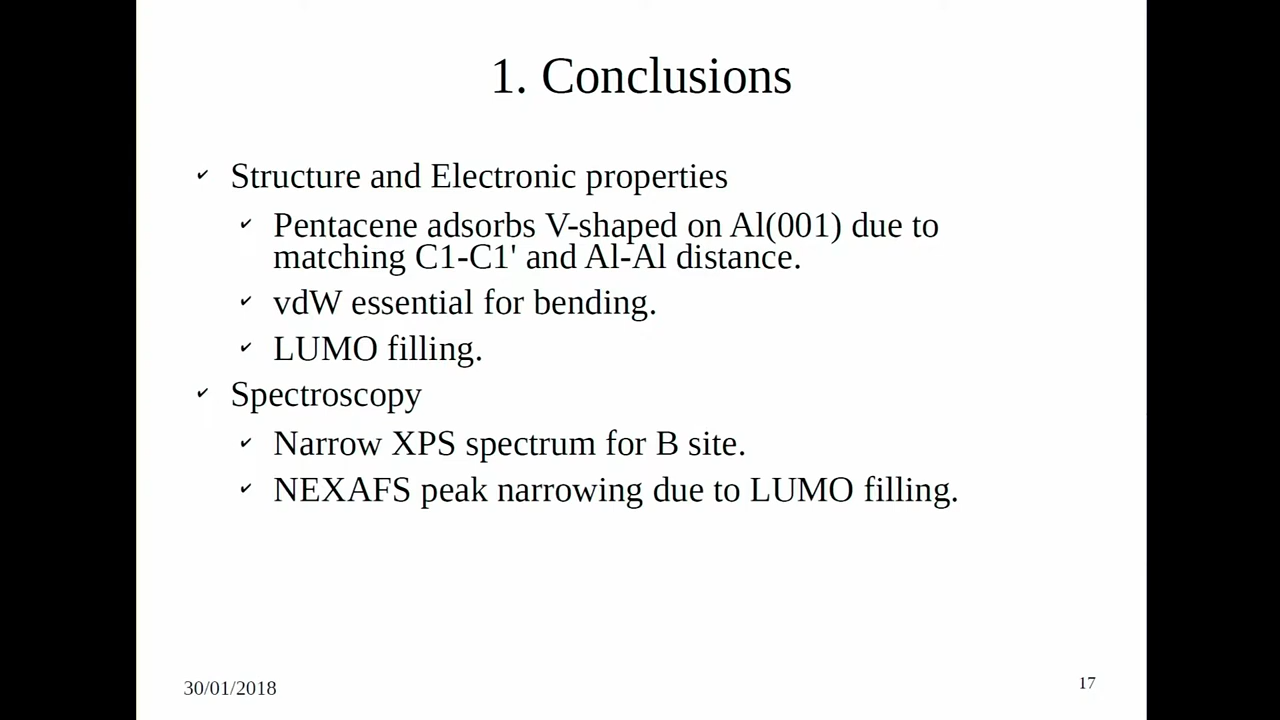 1. Conclusions
✔ Structure and Electronic properties
✔ Pentacene adsorbs V-shaped on Al(001) due to
matching C1-C1' and Al-Al distance.
✔ vdW essential for bending.
✔ LUMO filling.
✔ Spectroscopy
✔ Narrow XPS spectrum for B site.
✔ NEXAFS peak narrowing due to LUMO filling.
30/01/2018
17